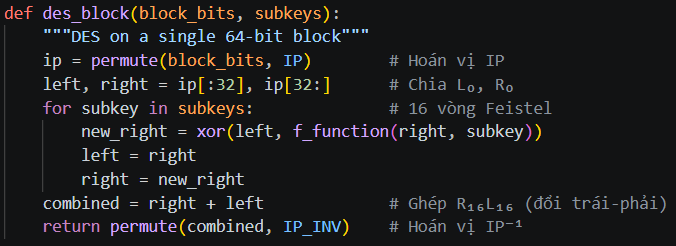 def des_block(block_bits, subkeys):
    """DES on a single 64-bit block"""
    ip = permute(block_bits, IP)         # Hoán vị IP
    left, right = ip[:32], ip[32:]       # Chia L₀, R₀
    for subkey in subkeys:               # 16 vòng Feistel
        new_right = xor(left, f_function(right, subkey))
        left = right
        right = new_right
    combined = right + left              # Ghép R₁₆L₁₆ (đổi trái-phải)
    return permute(combined, IP_INV)     # Hoán vị IP⁻¹